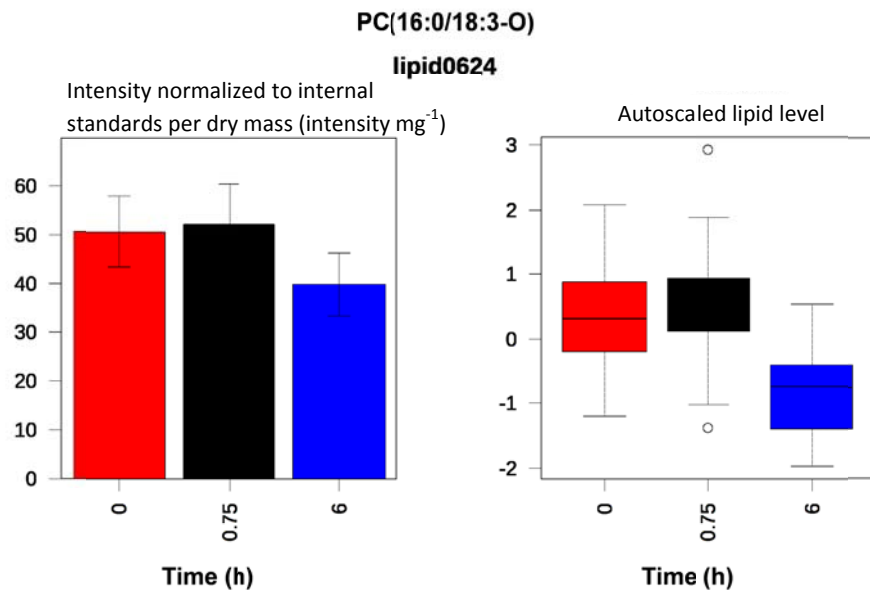 PC(16:0/18:3-O)
lipid0624
Intensity normalized to internal
standards per dry mass (intensity mg⁻¹)
60
50
40
30
20
10
0
0
0.75
6
Time (h)
Autoscaled lipid level
3
2
1
0
-1
-2
0
0.75
6
Time (h)